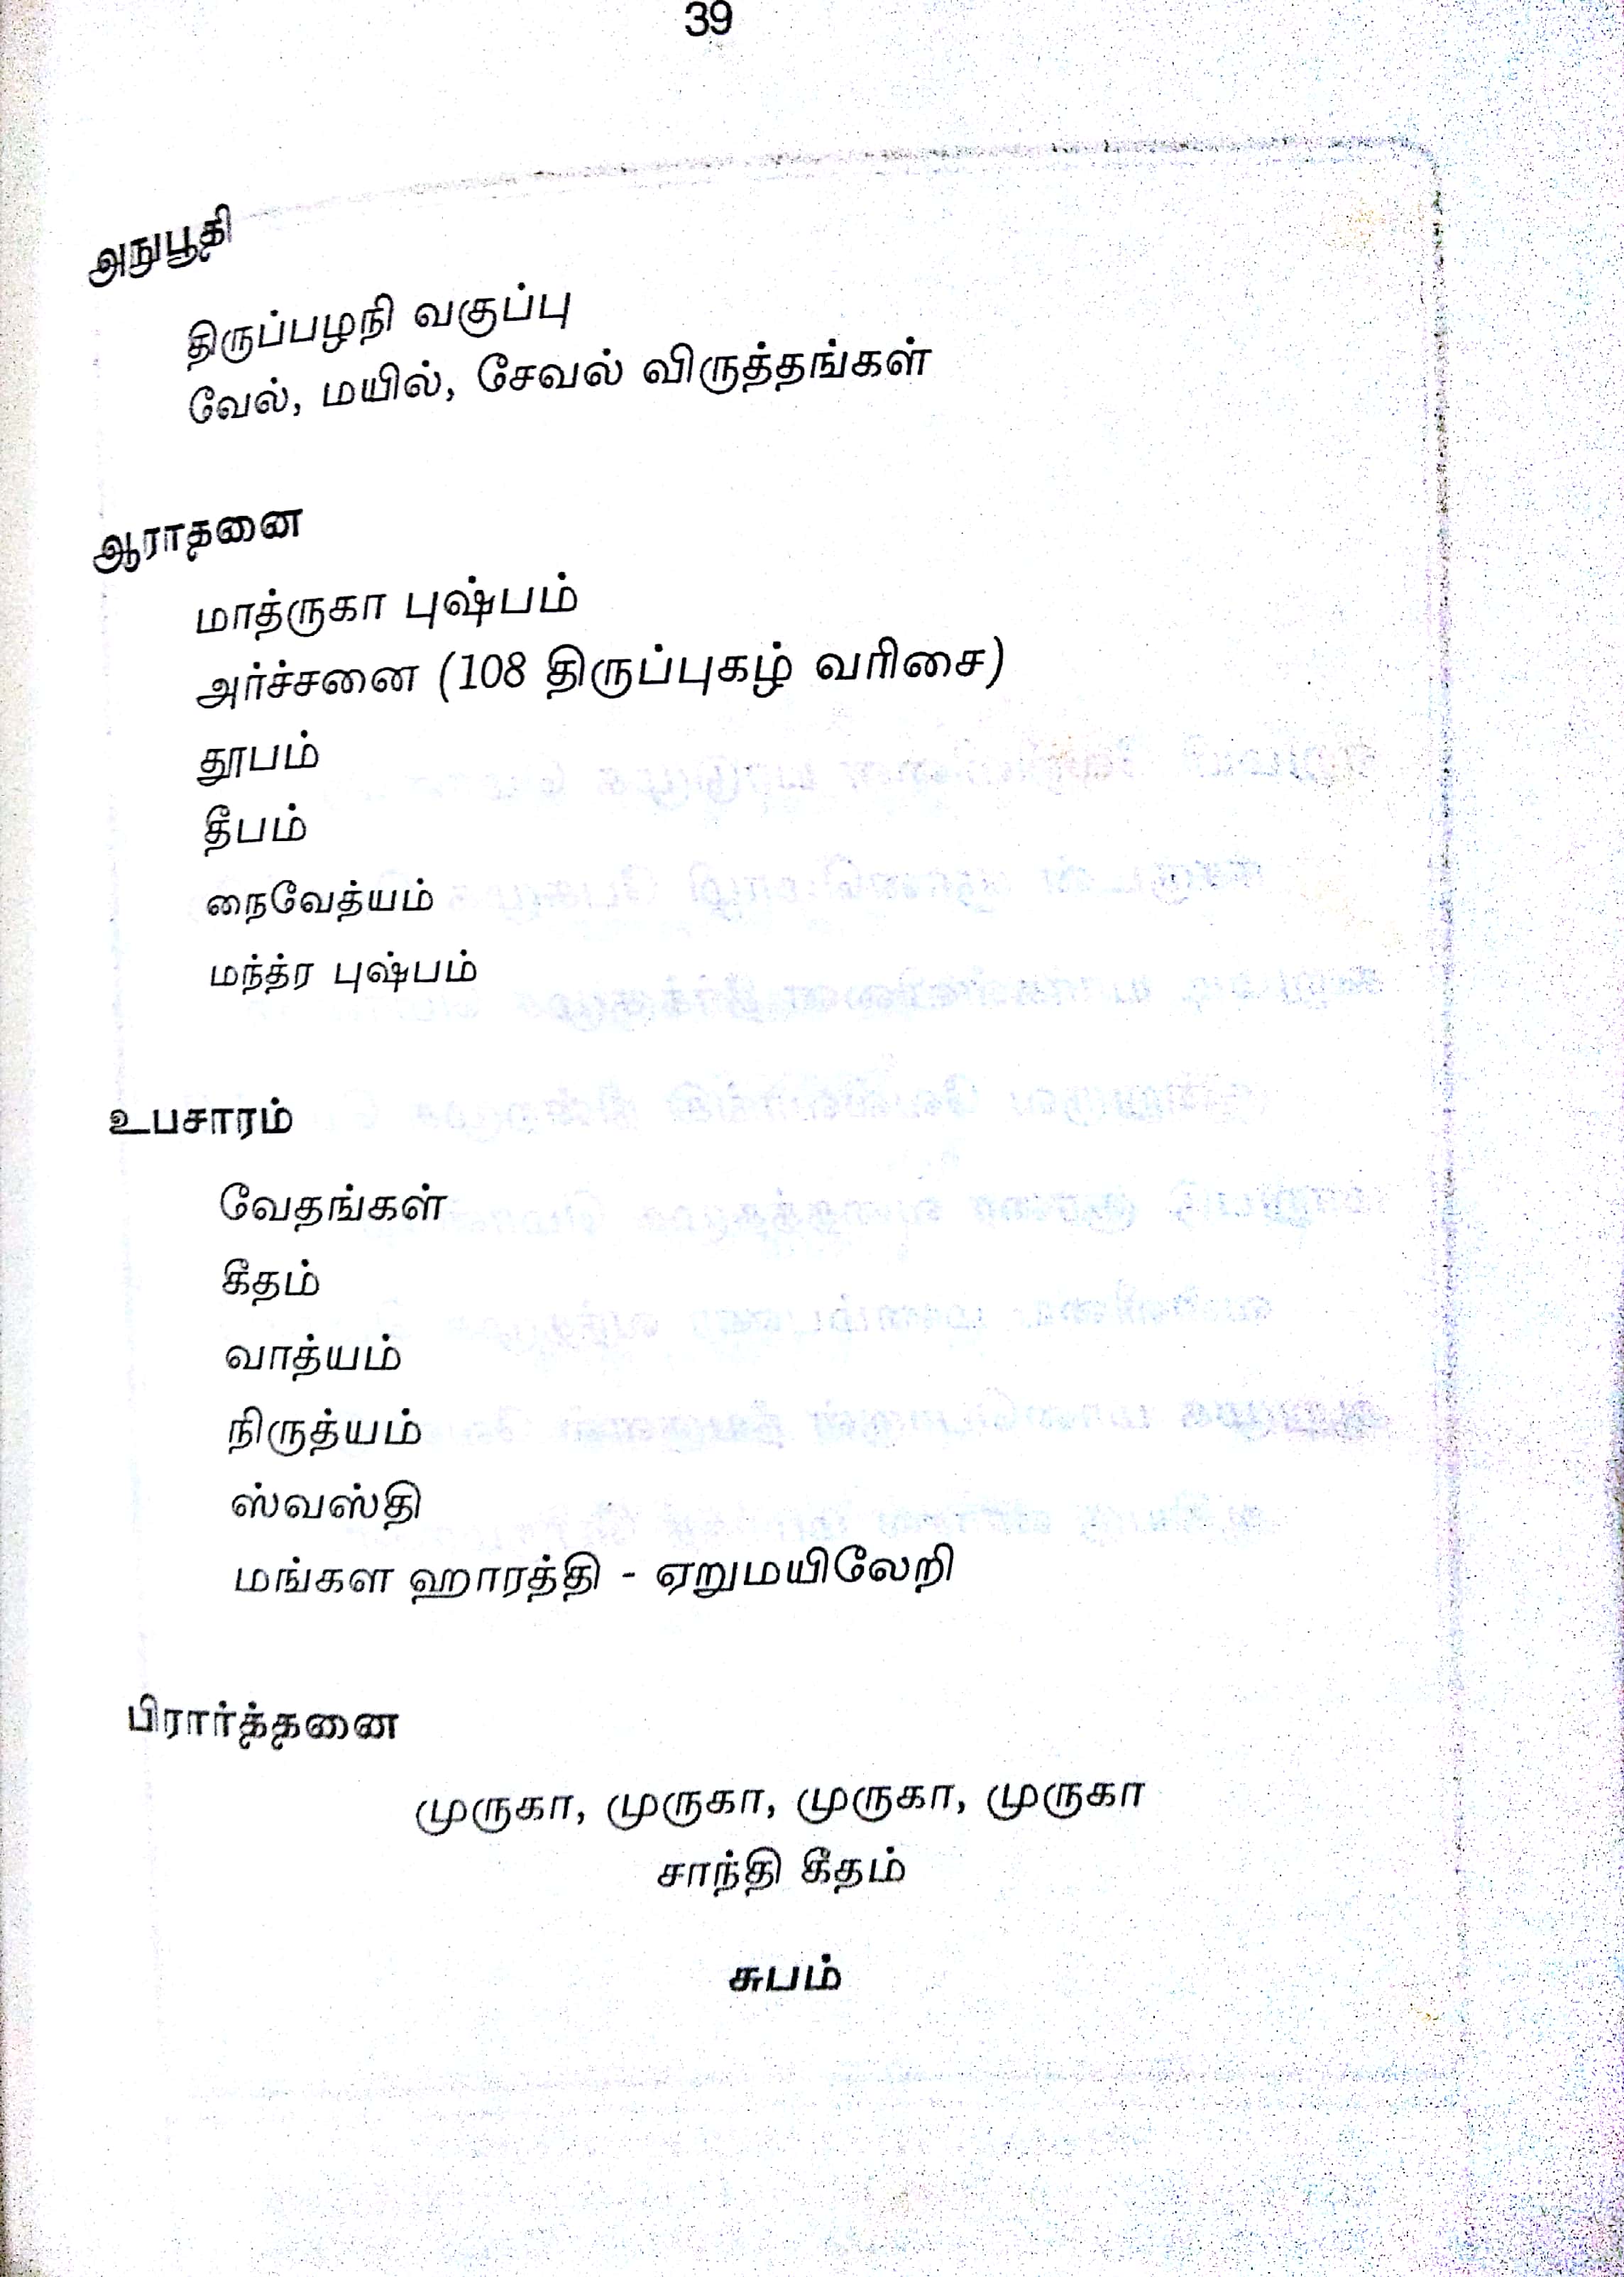 39
அநுபூதி
திருப்பழநி வகுப்பு
வேல், மயில், சேவல் விருத்தங்கள்
ஆராதனை
மாத்ருகா புஷ்பம்
அர்ச்சனை (108 திருப்புகழ் வரிசை)
தூபம்
தீபம்
நைவேத்யம்
மந்த்ர புஷ்பம்
உபசாரம்
வேதங்கள்
கீதம்
வாத்யம்
நிருத்யம்
ஸ்வஸ்தி
மங்கள ஹாரத்தி - ஏறுமயிலேறி
பிரார்த்தனை
முருகா, முருகா, முருகா, முருகா
சாந்தி கீதம்
சுபம்